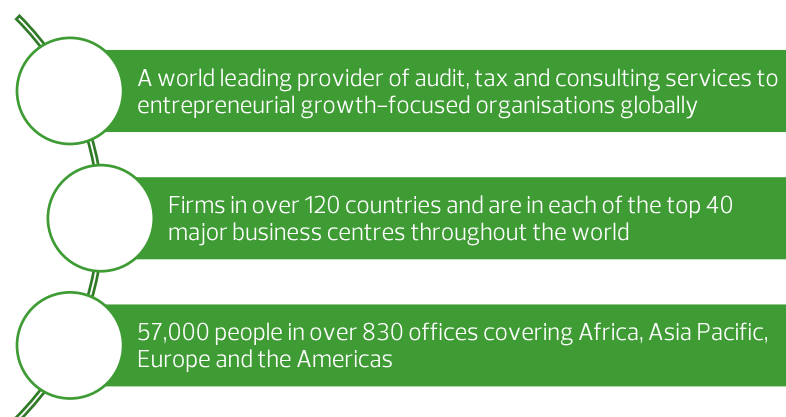 A world leading provider of audit, tax and consulting services to
entrepreneurial growth-focused organisations globally
Firms in over 120 countries and are in each of the top 40
major business centres throughout the world
57,000 people in over 830 offices covering Africa, Asia Pacific,
Europe and the Americas